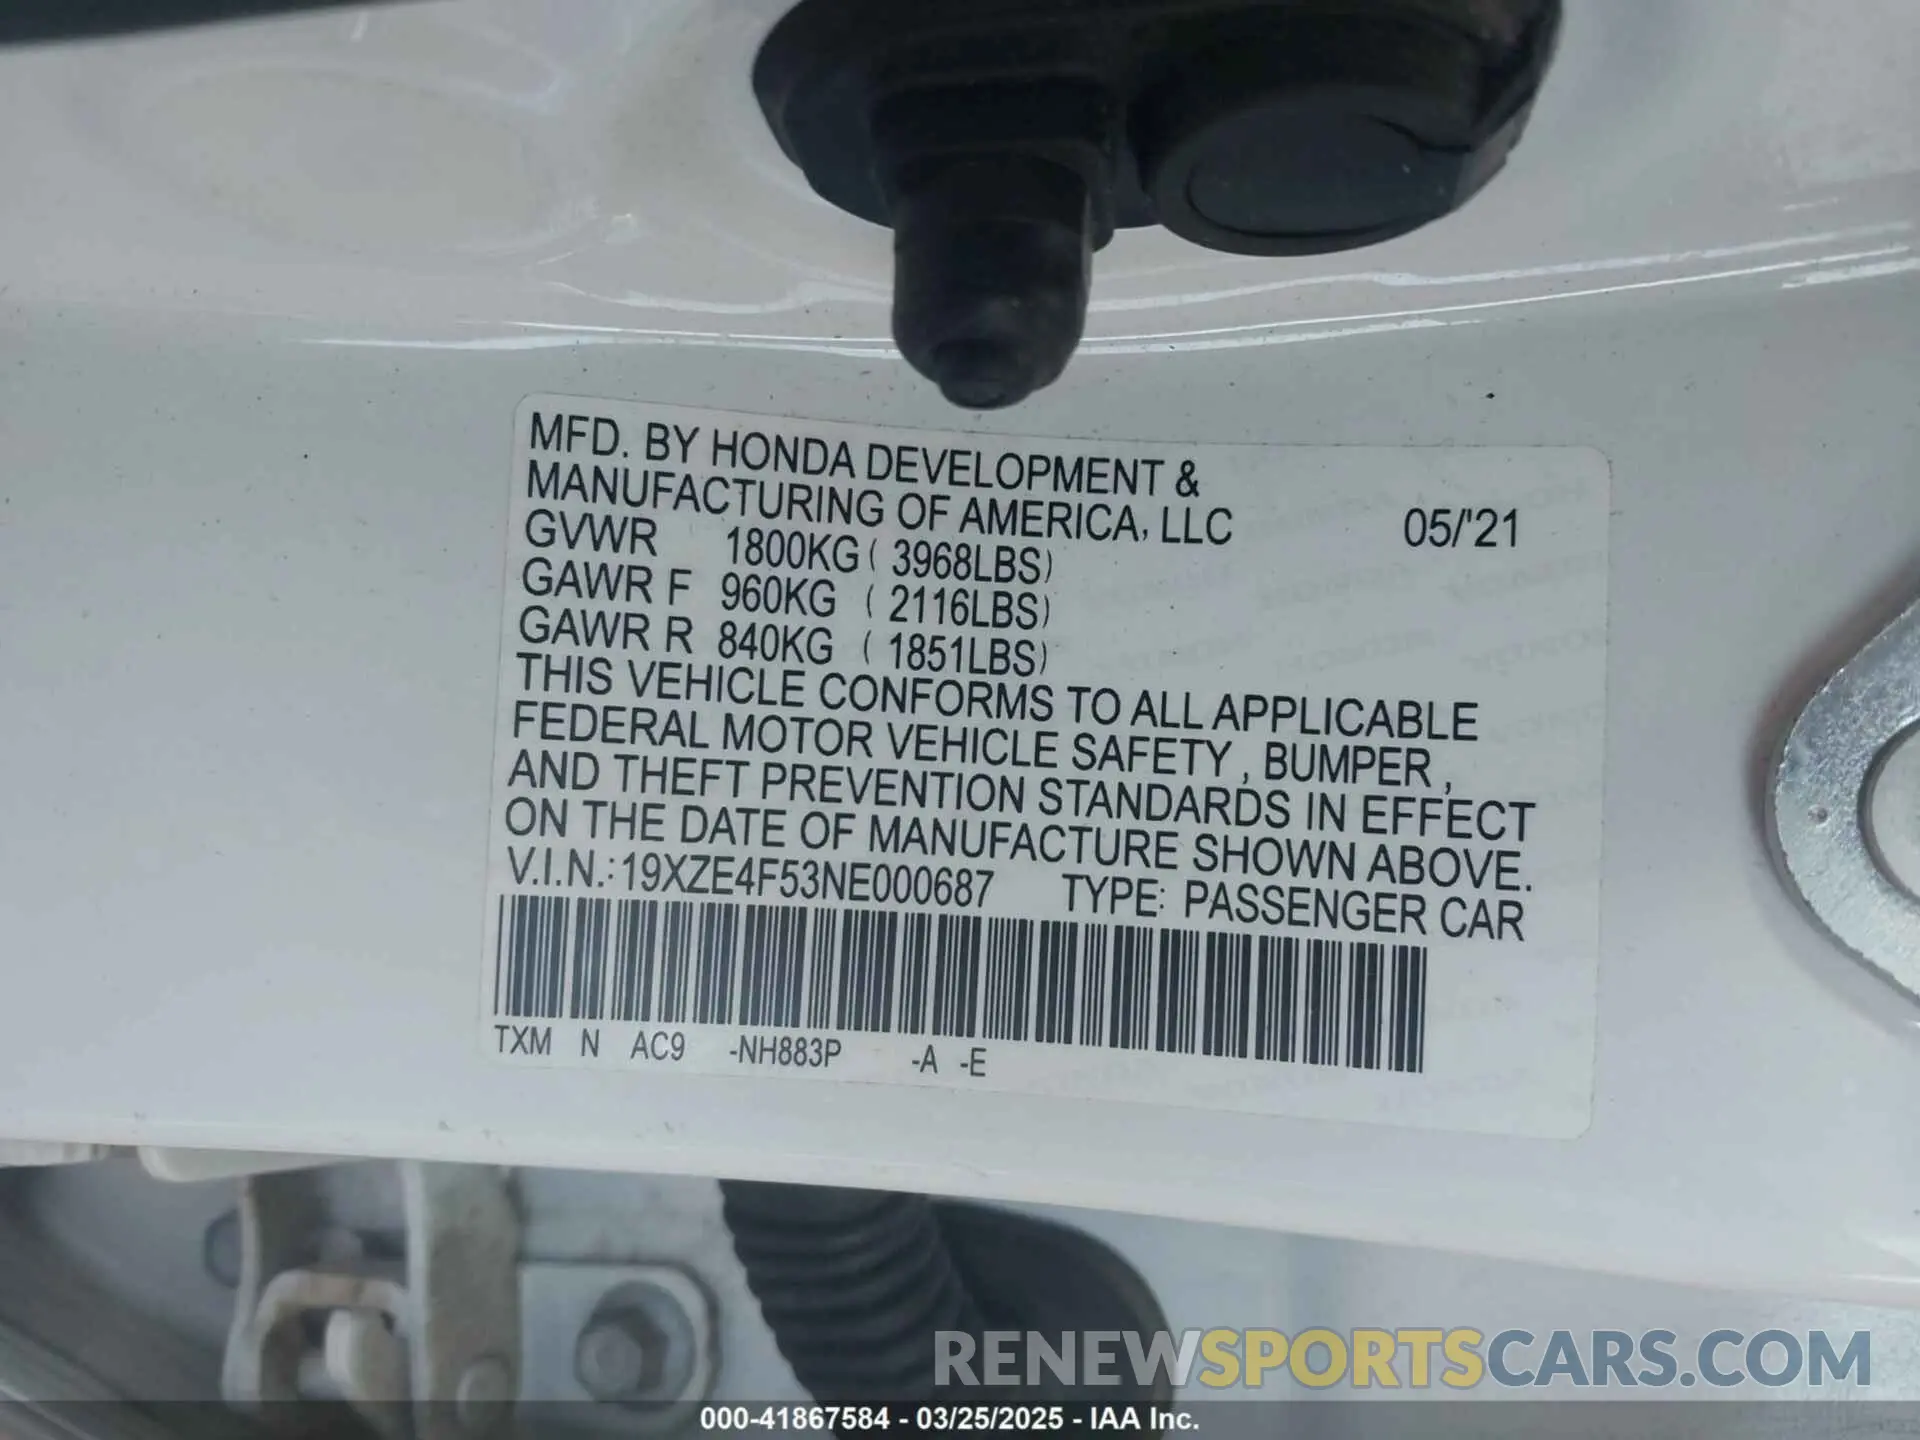 MFD. BY HONDA DEVELOPMENT &
MANUFACTURING OF AMERICA, LLC 05/'21
GVWR 1800KG ( 3968LBS)
GAWR F 960KG ( 2116LBS)
GAWR R 840KG ( 1851LBS)
THIS VEHICLE CONFORMS TO ALL APPLICABLE
FEDERAL MOTOR VEHICLE SAFETY , BUMPER ,
AND THEFT PREVENTION STANDARDS IN EFFECT
ON THE DATE OF MANUFACTURE SHOWN ABOVE.
V.I.N.: 19XZE4F53NE000687 TYPE: PASSENGER CAR
TXM N AC9 -NH883P -A -E
RENEWSPORTSCARS.COM
000-41867584 - 03/25/2025 - IAA Inc.